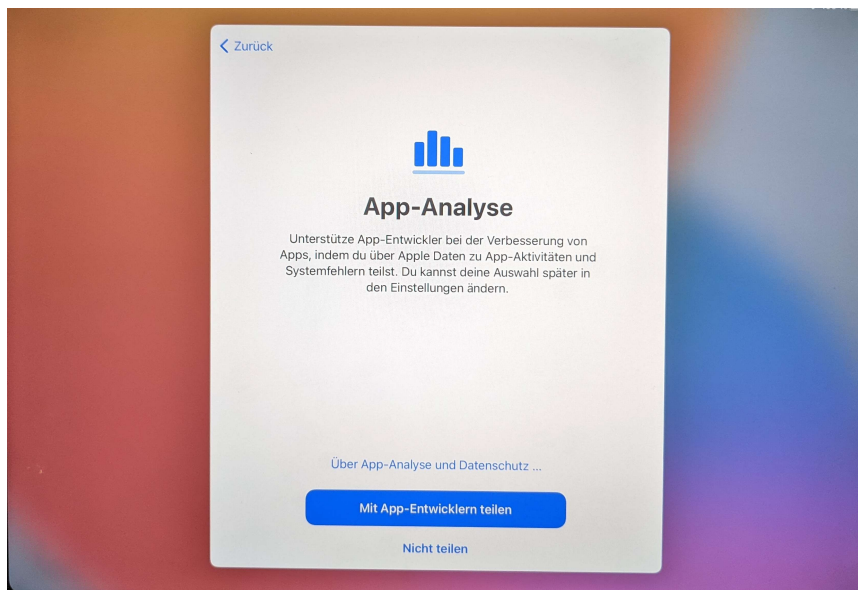 Zurück
App-Analyse
Unterstütze App-Entwickler bei der Verbesserung von
Apps, indem du über Apple Daten zu App-Aktivitäten und
Systemfehlern teilst. Du kannst deine Auswahl später in
den Einstellungen ändern.
Über App-Analyse und Datenschutz ...
Mit App-Entwicklern teilen
Nicht teilen